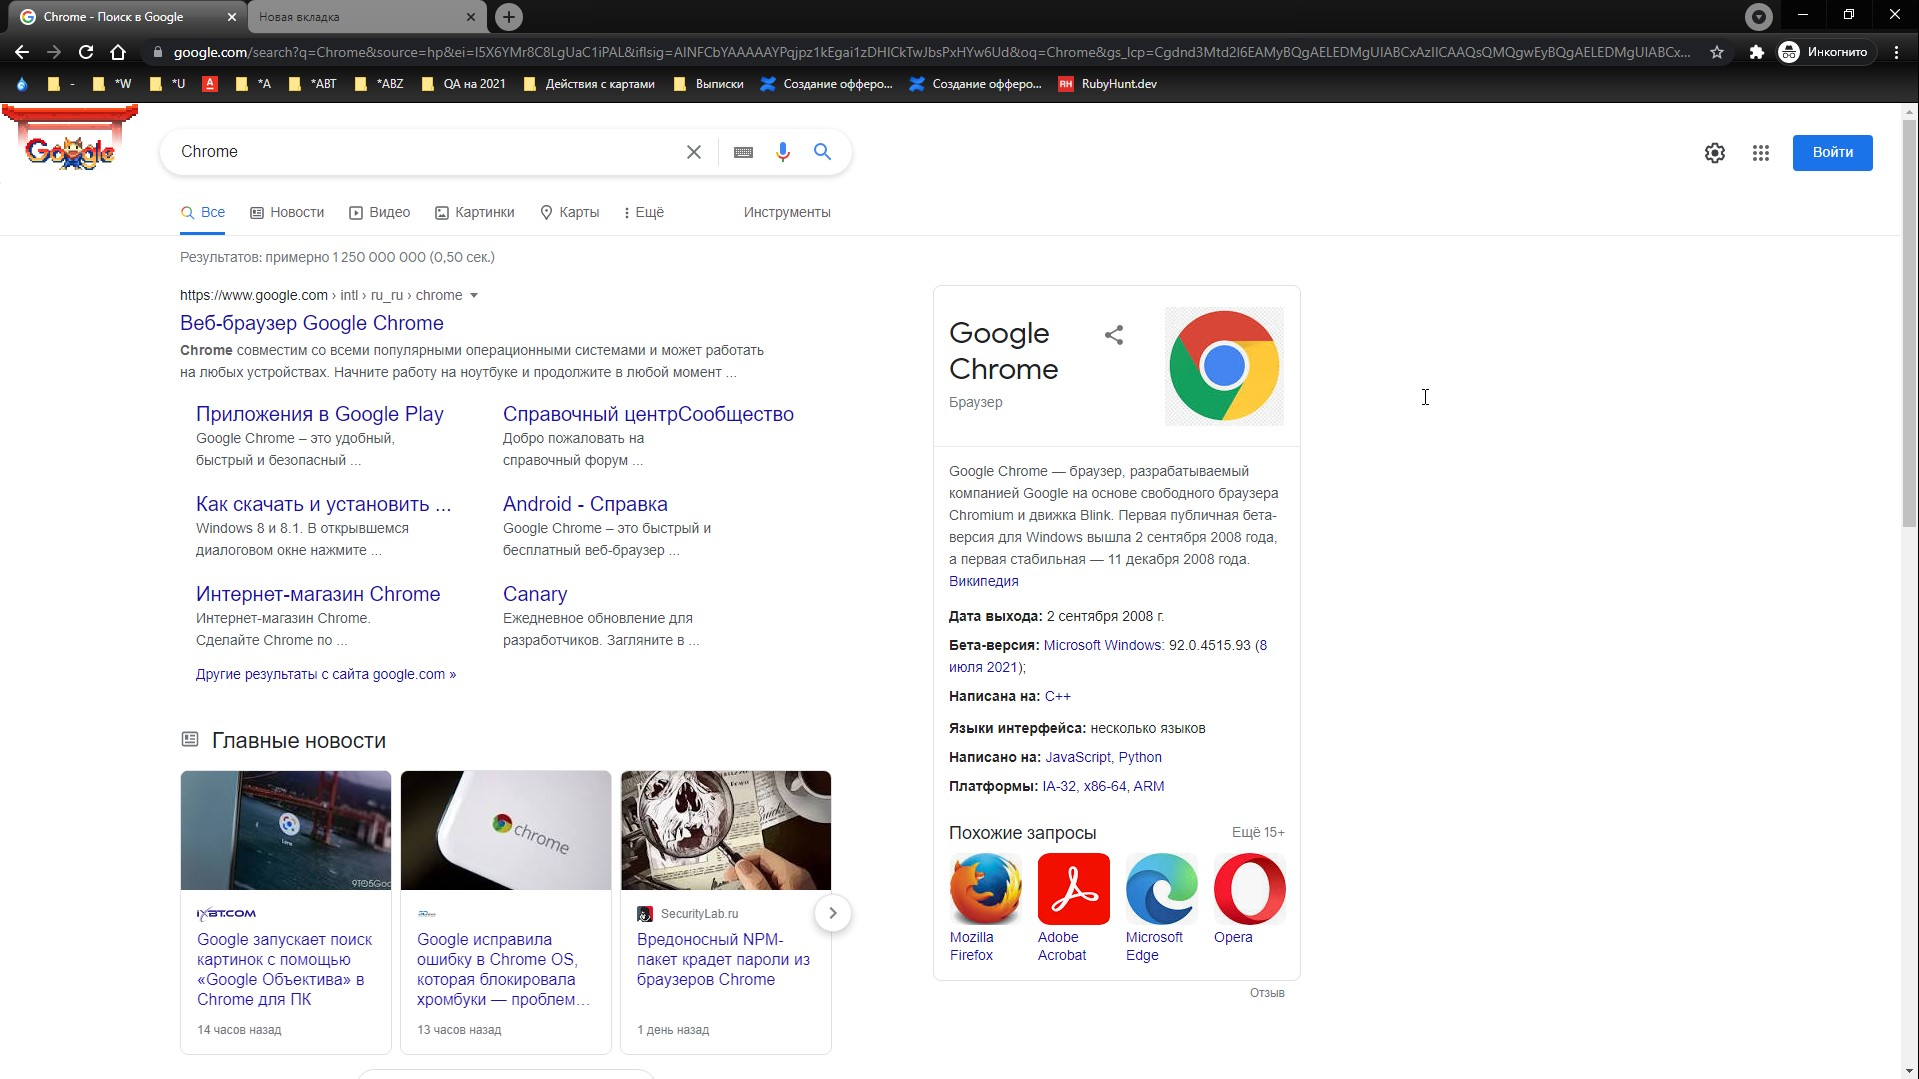 Chrome - Поиск в Google
Новая вкладка
google.com/search?q=Chrome&source=hp&ei=I5X6YMr8C8LgUaC1iPAL&iflsig=AINFCbYAAAAAYPqjpz1kEgai1zDHICkTwJbsPxHYw6Ud&oq=Chrome&gs_lcp=Cgdnd3Mtd2l6EAMyBQgAELEDMgUIABCxAzIICAAQsQMQgwEyBQgAELEDMgUIABCx...
Инкогнито
-
*W
*U
*A
*ABT
*ABZ
QA на 2021
Действия с картами
Выписки
Создание офферо...
Создание офферо...
RubyHunt.dev
Google
Chrome
Войти
Все
Новости
Видео
Картинки
Карты
Ещё
Инструменты
Результатов: примерно 1 250 000 000 (0,50 сек.)
https://www.google.com › intl › ru_ru › chrome
Веб-браузер Google Chrome
Chrome совместим со всеми популярными операционными системами и может работать
на любых устройствах. Начните работу на ноутбуке и продолжите в любой момент ...
Приложения в Google Play
Google Chrome – это удобный,
быстрый и безопасный ...
Справочный центрСообщество
Добро пожаловать на
справочный форум ...
Как скачать и установить ...
Windows 8 и 8.1. В открывшемся
диалоговом окне нажмите ...
Android - Справка
Google Chrome – это быстрый и
бесплатный веб-браузер ...
Интернет-магазин Chrome
Интернет-магазин Chrome.
Сделайте Chrome по ...
Canary
Ежедневное обновление для
разработчиков. Загляните в ...
Другие результаты с сайта google.com »
Главные новости
9TO5Goo
chrome
iXBT.COM
Google запускает поиск
картинок с помощью
«Google Объектива» в
Chrome для ПК
14 часов назад
Google исправила
ошибку в Chrome OS,
которая блокировала
хромбуки — проблем...
13 часов назад
SecurityLab.ru
Вредоносный NPM-
пакет крадет пароли из
браузеров Chrome
1 день назад
Google
Chrome
Браузер
Google Chrome — браузер, разрабатываемый
компанией Google на основе свободного браузера
Chromium и движка Blink. Первая публичная бета-
версия для Windows вышла 2 сентября 2008 года,
а первая стабильная — 11 декабря 2008 года.
Википедия
Дата выхода: 2 сентября 2008 г.
Бета-версия: Microsoft Windows: 92.0.4515.93 (8
июля 2021);
Написана на: C++
Языки интерфейса: несколько языков
Написано на: JavaScript, Python
Платформы: IA-32, x86-64, ARM
Похожие запросы
Ещё 15+
Mozilla
Firefox
Adobe
Acrobat
Microsoft
Edge
Opera
Отзыв